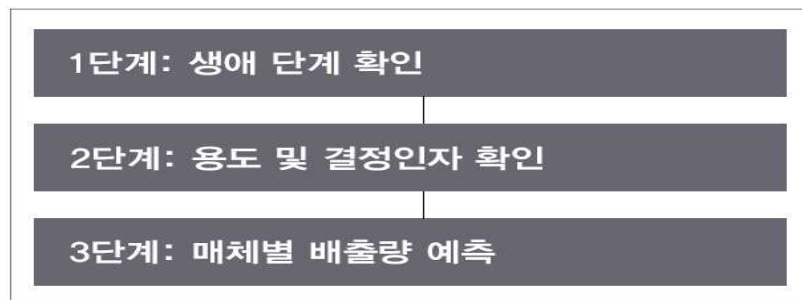 1단계: 생애 단계 확인
2단계: 용도 및 결정인자 확인
3단계: 매체별 배출량 예측